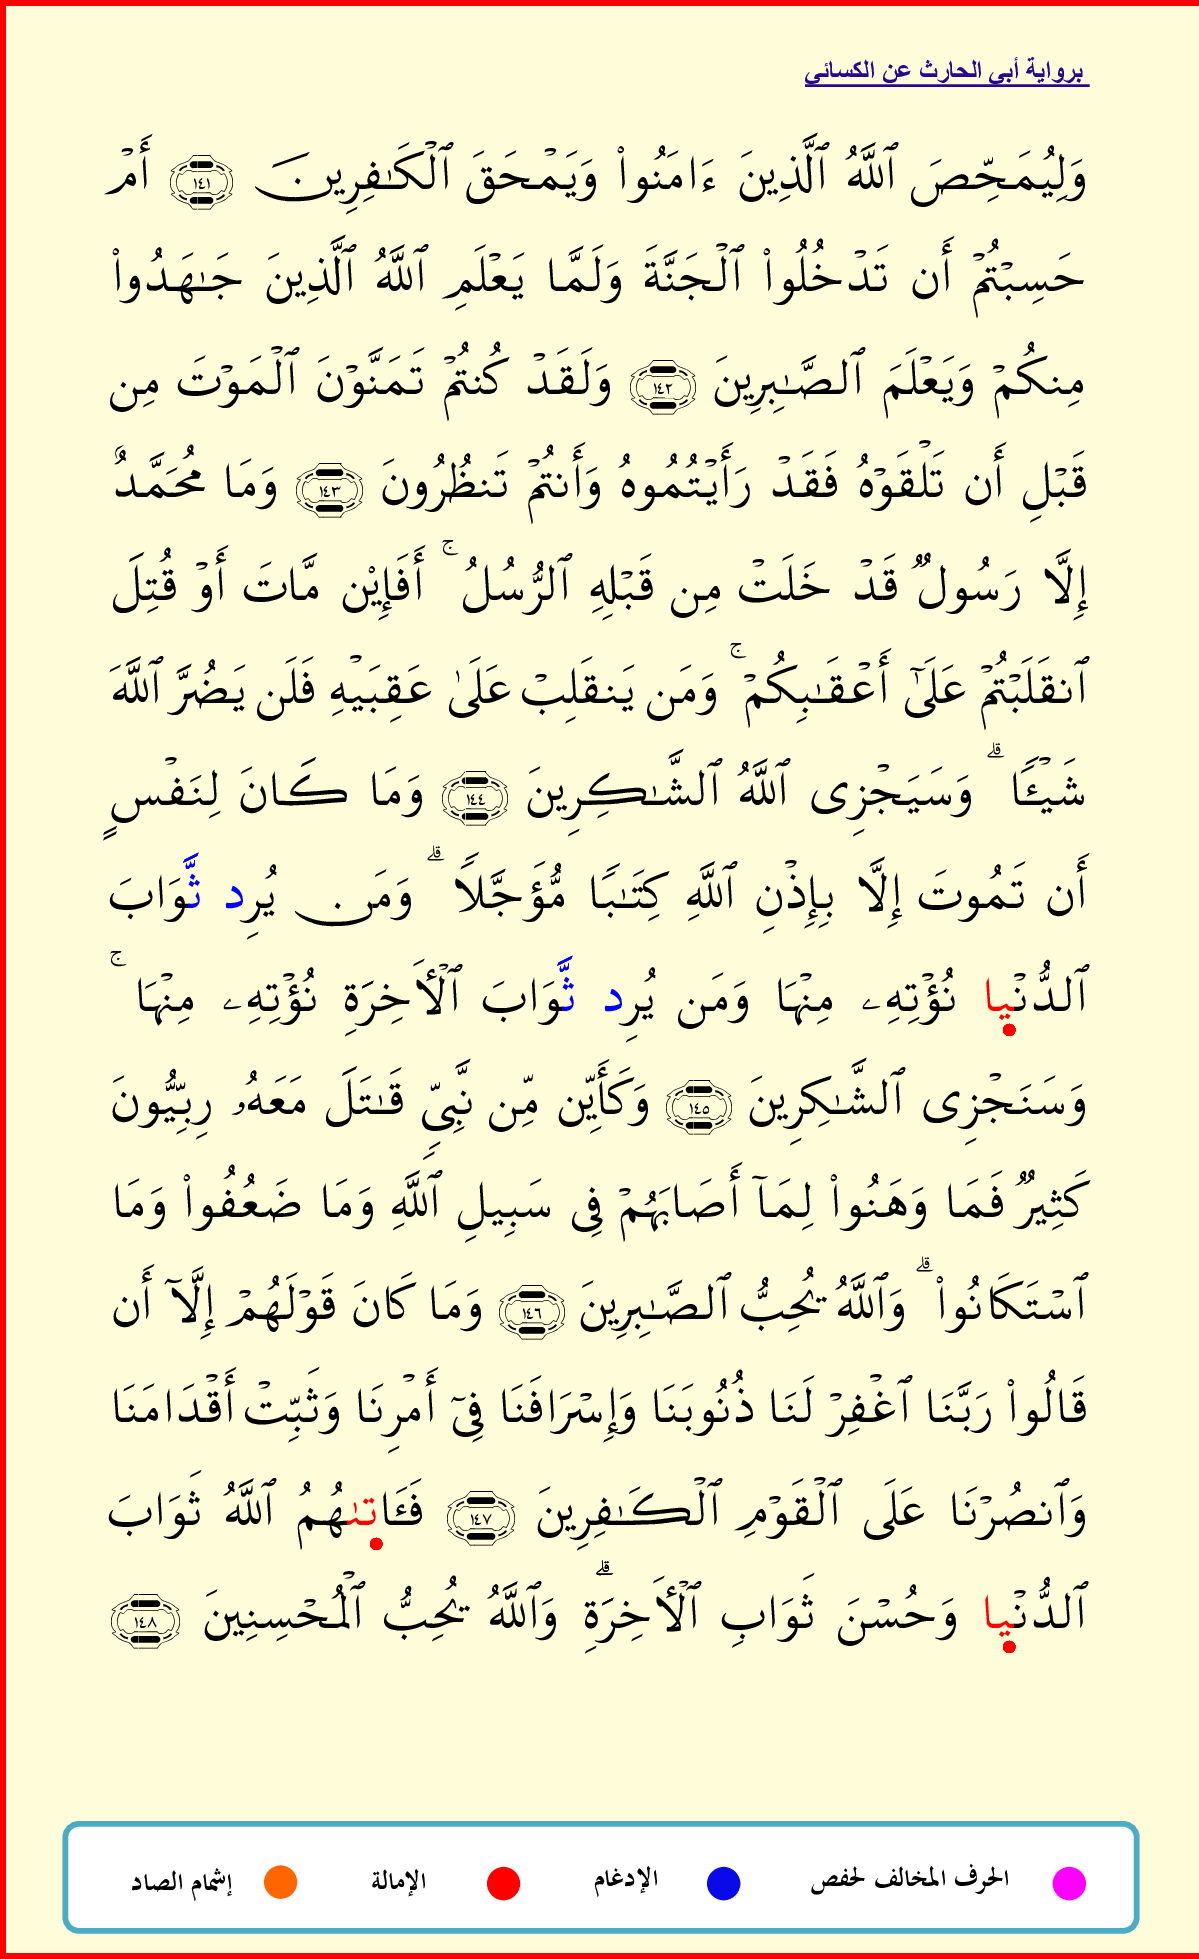 برواية أبي الحارث عن الكسائي
وَلِيُمَحِّصَ ٱللَّهُ ٱلَّذِينَ ءَامَنُوا۟ وَيَمْحَقَ ٱلْكَـٰفِرِينَ ١٤١ أَمْ
حَسِبْتُمْ أَن تَدْخُلُوا۟ ٱلْجَنَّةَ وَلَمَّا يَعْلَمِ ٱللَّهُ ٱلَّذِينَ جَـٰهَدُوا۟
مِنكُمْ وَيَعْلَمَ ٱلصَّـٰبِرِينَ ١٤٢ وَلَقَدْ كُنتُمْ تَمَنَّوْنَ ٱلْمَوْتَ مِن
قَبْلِ أَن تَلْقَوْهُ فَقَدْ رَأَيْتُمُوهُ وَأَنتُمْ تَنظُرُونَ ١٤٣ وَمَا مُحَمَّدٌ
إِلَّا رَسُولٌ قَدْ خَلَتْ مِن قَبْلِهِ ٱلرُّسُلُ ۚ أَفَإِيْن مَّاتَ أَوْ قُتِلَ
ٱنقَلَبْتُمْ عَلَىٰٓ أَعْقَـٰبِكُمْ ۚ وَمَن يَنقَلِبْ عَلَىٰ عَقِبَيْهِ فَلَن يَضُرَّ ٱللَّهَ
شَيْـًٔا ۗ وَسَيَجْزِى ٱللَّهُ ٱلشَّـٰكِرِينَ ١٤٤ وَمَا كَانَ لِنَفْسٍ
أَن تَمُوتَ إِلَّا بِإِذْنِ ٱللَّهِ كِتَـٰبًا مُّؤَجَّلًا ۗ وَمَن يُرِد ثَّوَابَ
ٱلدُّنْيا نُؤْتِهِۦ مِنْهَا وَمَن يُرِد ثَّوَابَ ٱلْأَخِرَةِ نُؤْتِهِۦ مِنْهَا ۚ
وَسَنَجْزِى ٱلشَّـٰكِرِينَ ١٤٥ وَكَأَيِّن مِّن نَّبِىٍّ قَـٰتَلَ مَعَهُۥ رِبِّيُّونَ
كَثِيرٌ فَمَا وَهَنُوا۟ لِمَآ أَصَابَهُمْ فِى سَبِيلِ ٱللَّهِ وَمَا ضَعُفُوا۟ وَمَا
ٱسْتَكَانُوا۟ ۗ وَٱللَّهُ يُحِبُّ ٱلصَّـٰبِرِينَ ١٤٦ وَمَا كَانَ قَوْلَهُمْ إِلَّآ أَن
قَالُوا۟ رَبَّنَا ٱغْفِرْ لَنَا ذُنُوبَنَا وَإِسْرَافَنَا فِىٓ أَمْرِنَا وَثَبِّتْ أَقْدَامَنَا
وَٱنصُرْنَا عَلَى ٱلْقَوْمِ ٱلْكَـٰفِرِينَ ١٤٧ فَـَٔاتىٰهُمُ ٱللَّهُ ثَوَابَ
ٱلدُّنْيا وَحُسْنَ ثَوَابِ ٱلْأَخِرَةِ ۗ وَٱللَّهُ يُحِبُّ ٱلْمُحْسِنِينَ ١٤٨
الحرف المخالف لحفص الإدغام الإمالة إشمام الصاد